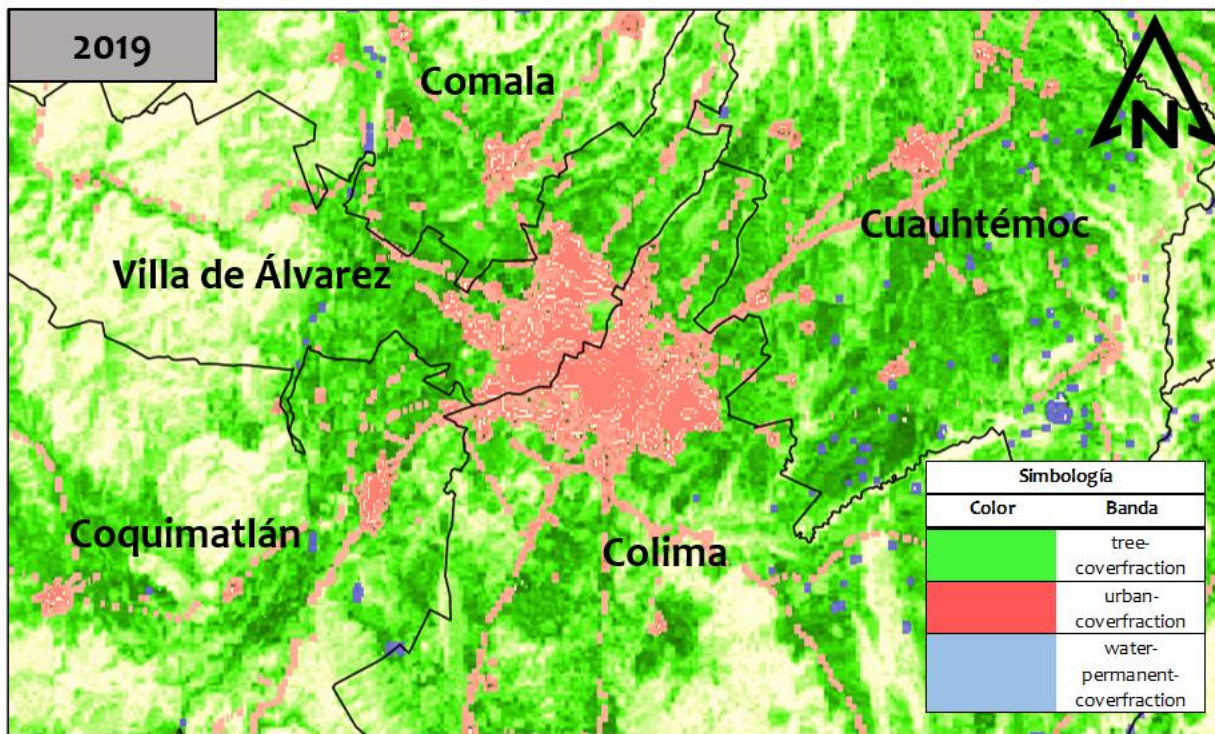 2019
Comala
N
Cuauhtémoc
Villa de Álvarez
Coquimatlán
Colima
Simbología
Color Banda
tree-
coverfraction
urban-
coverfraction
water-
permanent-
coverfraction